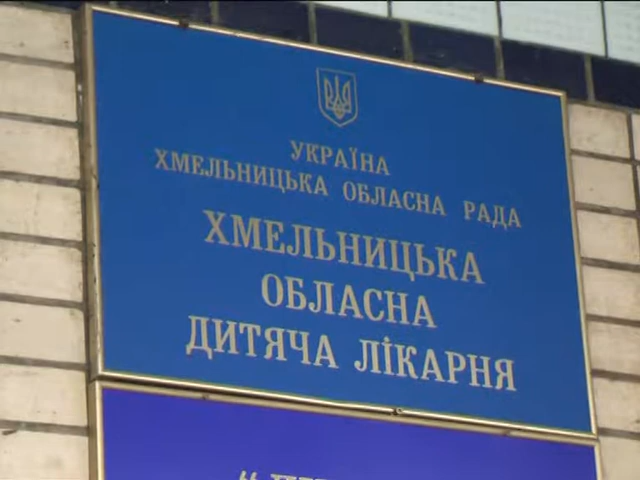 УКРАЇНА
ХМЕЛЬНИЦЬКА ОБЛАСНА РАДА
ХМЕЛЬНИЦЬКА
ОБЛАСНА
ДИТЯЧА ЛІКАРНЯ